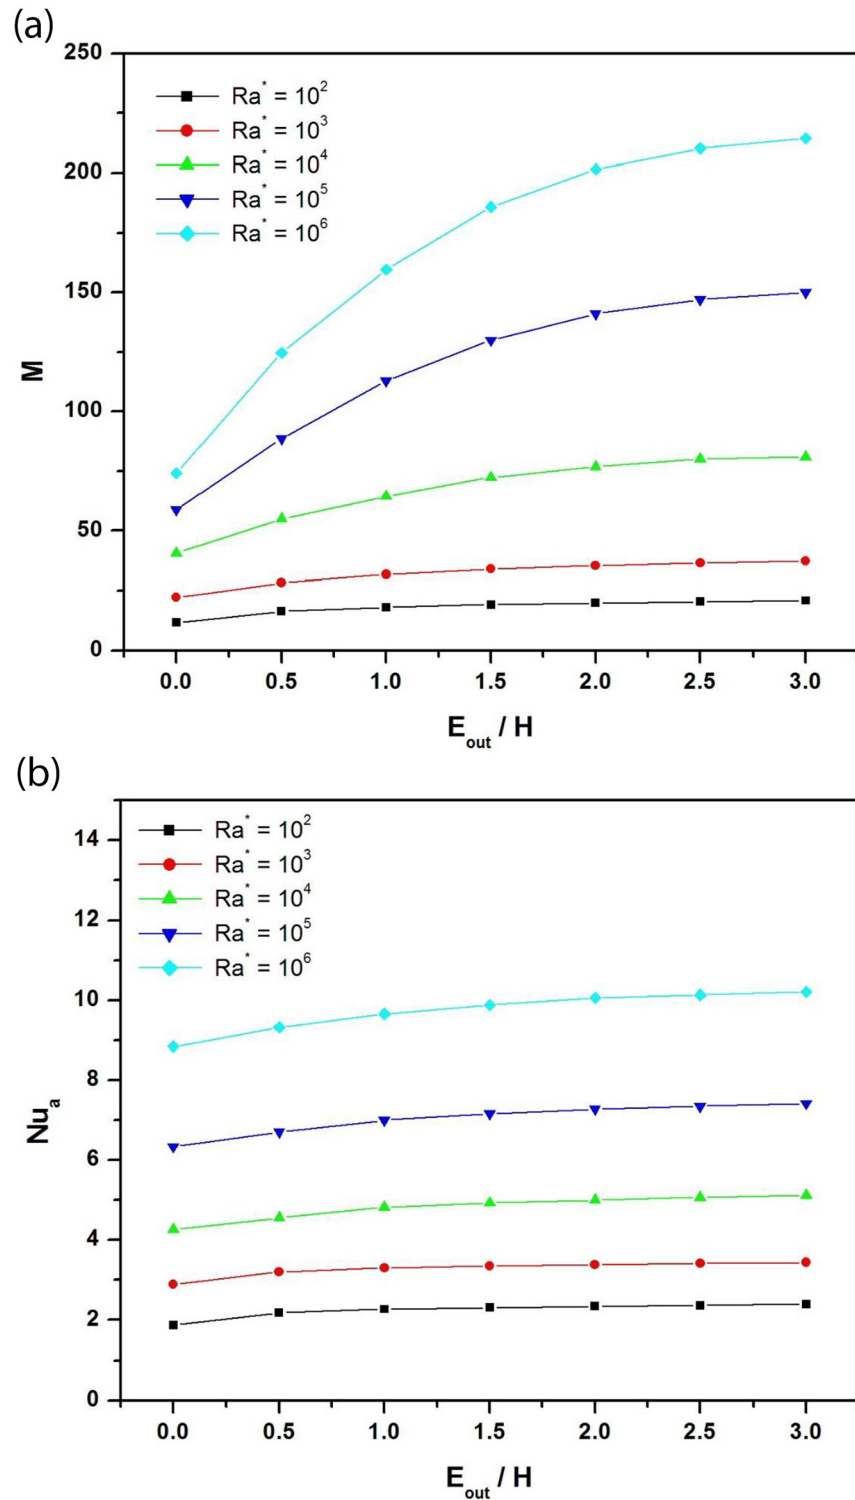 (a)
250
200
150
100
50
0
M
Ra* = 10²
Ra* = 10³
Ra* = 10⁴
Ra* = 10⁵
Ra* = 10⁶
0.0 0.5 1.0 1.5 2.0 2.5 3.0
E_out / H
(b)
14
12
10
8
6
4
2
0
Nu_a
Ra* = 10²
Ra* = 10³
Ra* = 10⁴
Ra* = 10⁵
Ra* = 10⁶
0.0 0.5 1.0 1.5 2.0 2.5 3.0
E_out / H